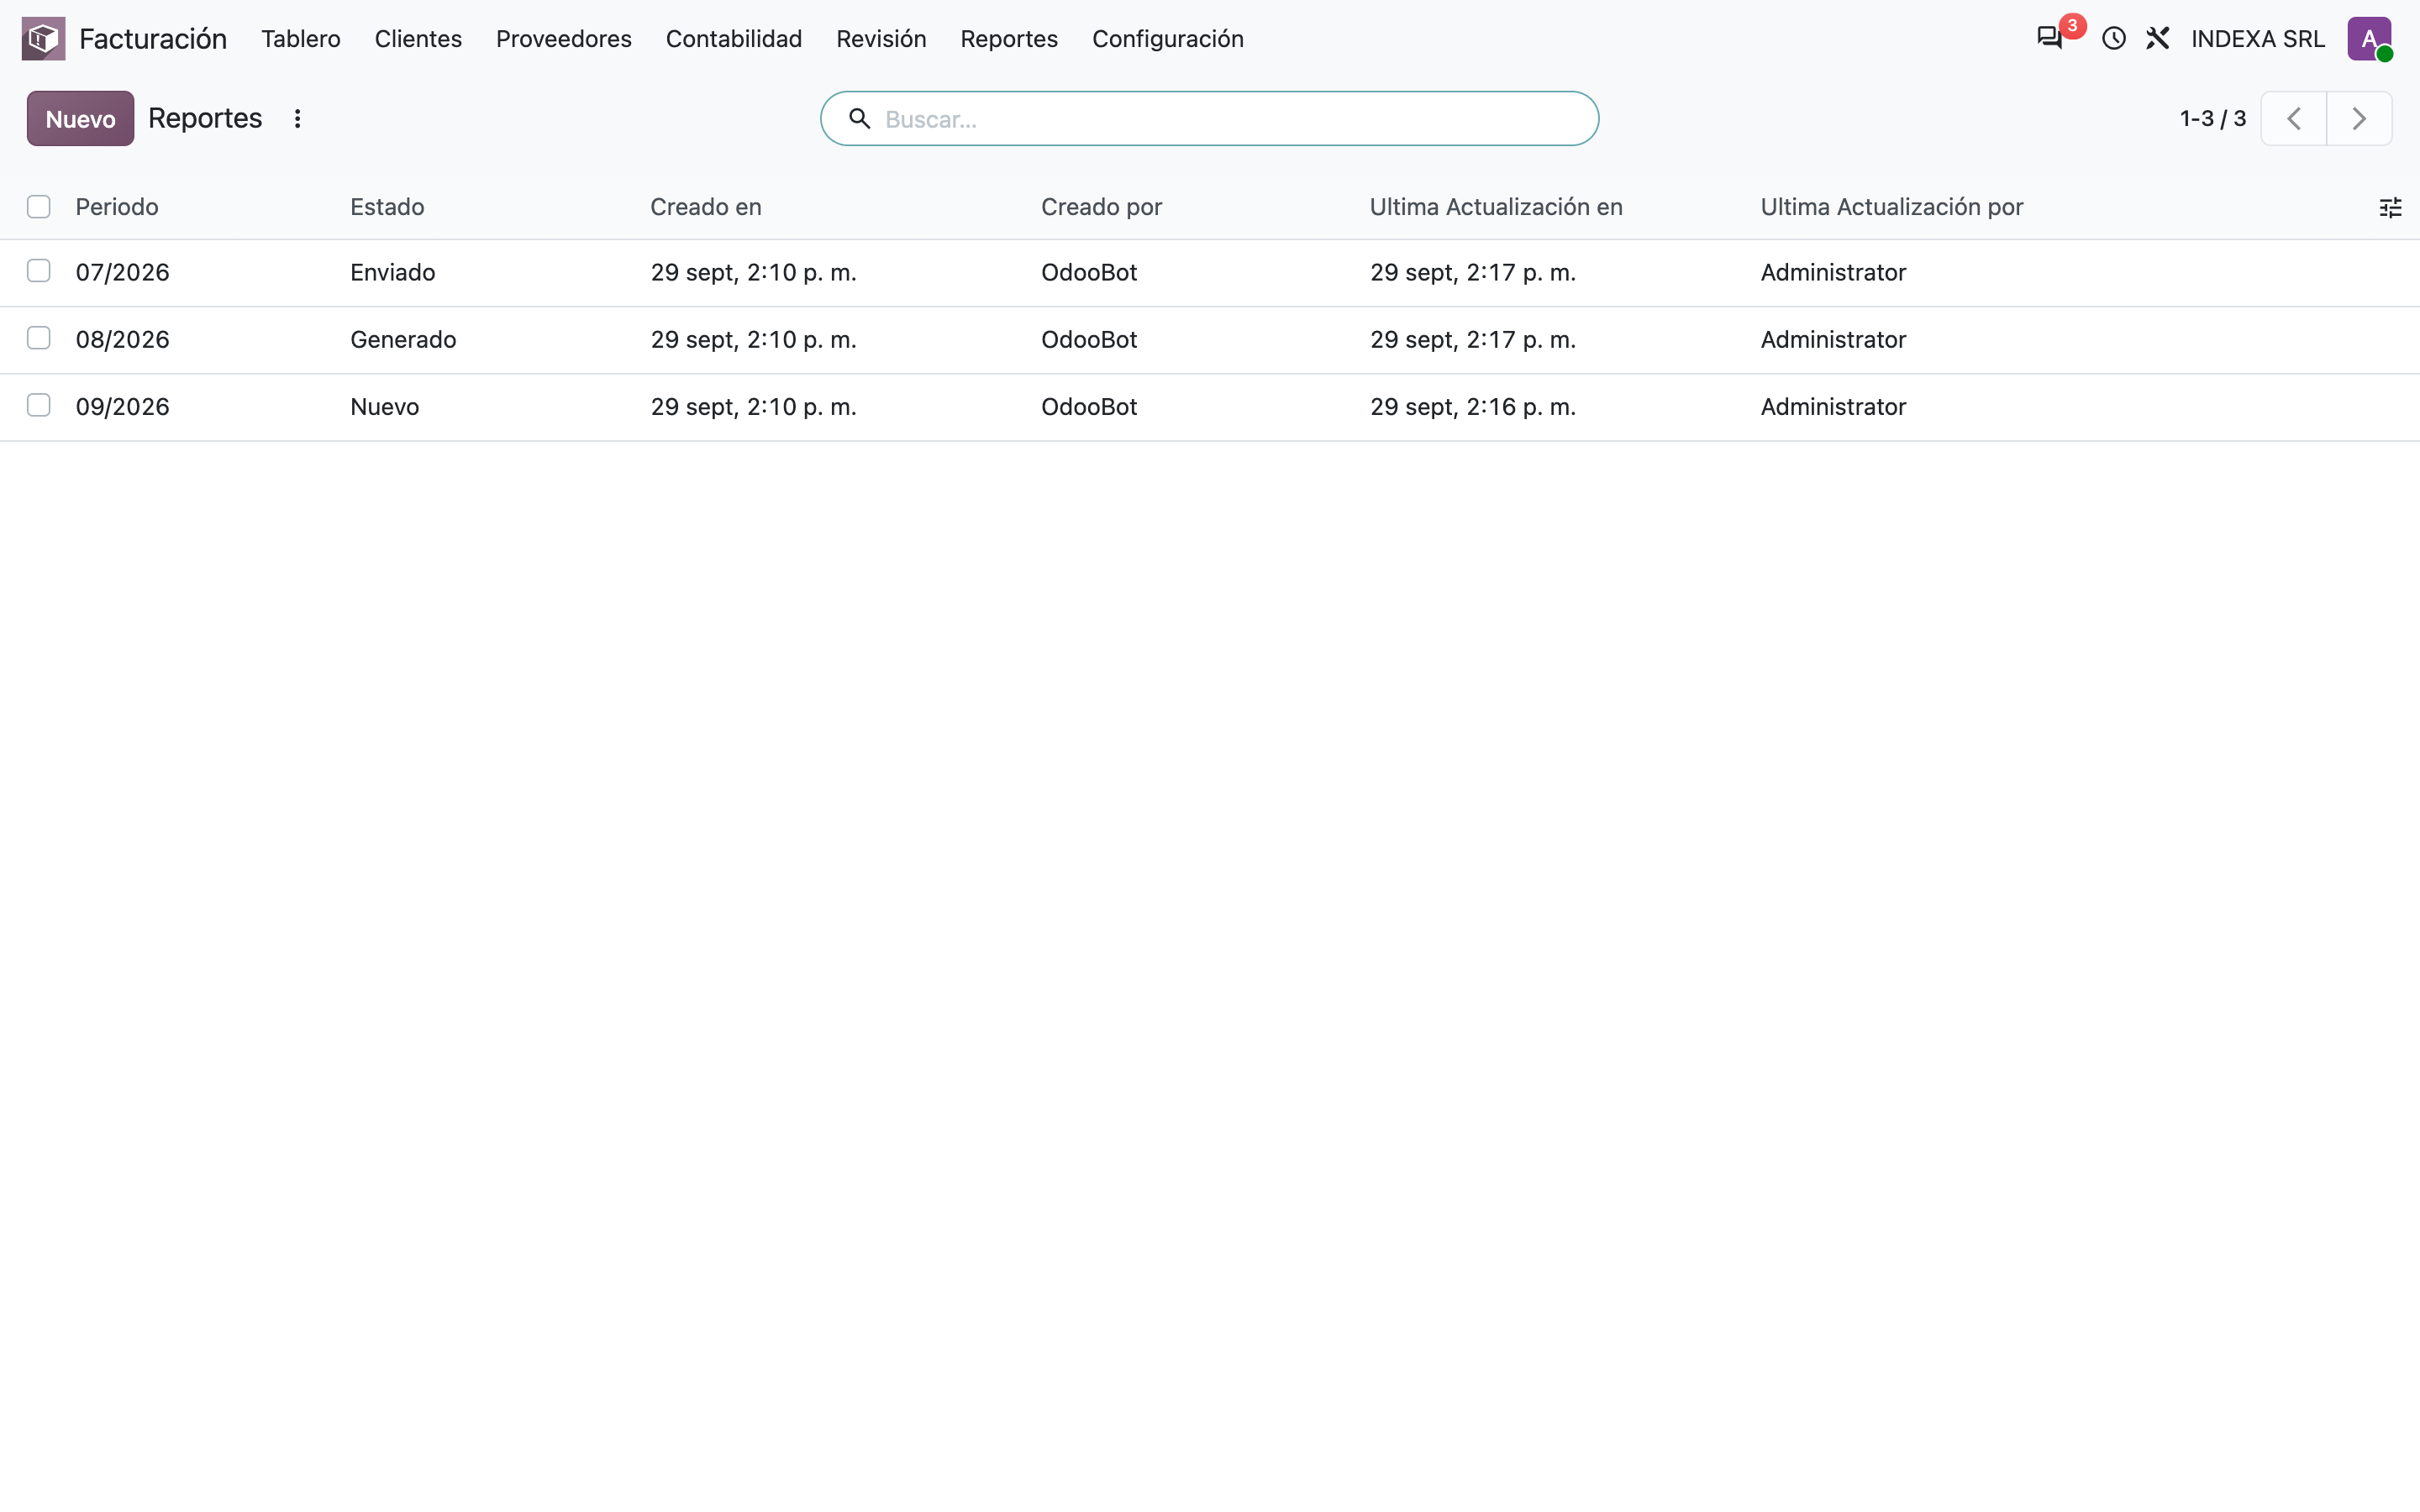 Facturación Tablero Clientes Proveedores Contabilidad Revisión Reportes Configuración 3 INDEXA SRL A
Nuevo Reportes Buscar... 1-3 / 3
Periodo Estado Creado en Creado por Ultima Actualización en Ultima Actualización por
07/2026 Enviado 29 sept, 2:10 p. m. OdooBot 29 sept, 2:17 p. m. Administrator
08/2026 Generado 29 sept, 2:10 p. m. OdooBot 29 sept, 2:17 p. m. Administrator
09/2026 Nuevo 29 sept, 2:10 p. m. OdooBot 29 sept, 2:16 p. m. Administrator